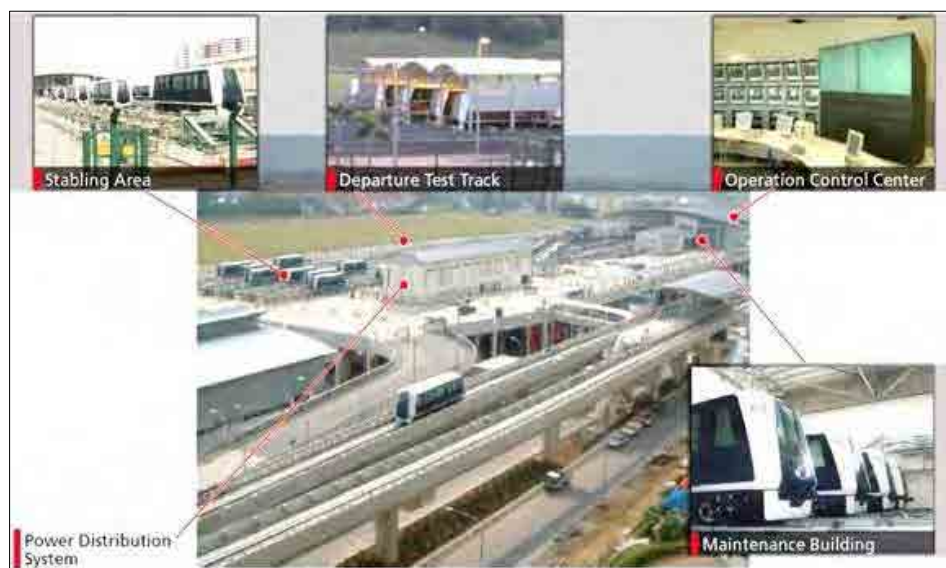 Stabling Area
Departure Test Track
Operation Control Center
Power Distribution
System
Maintenance Building